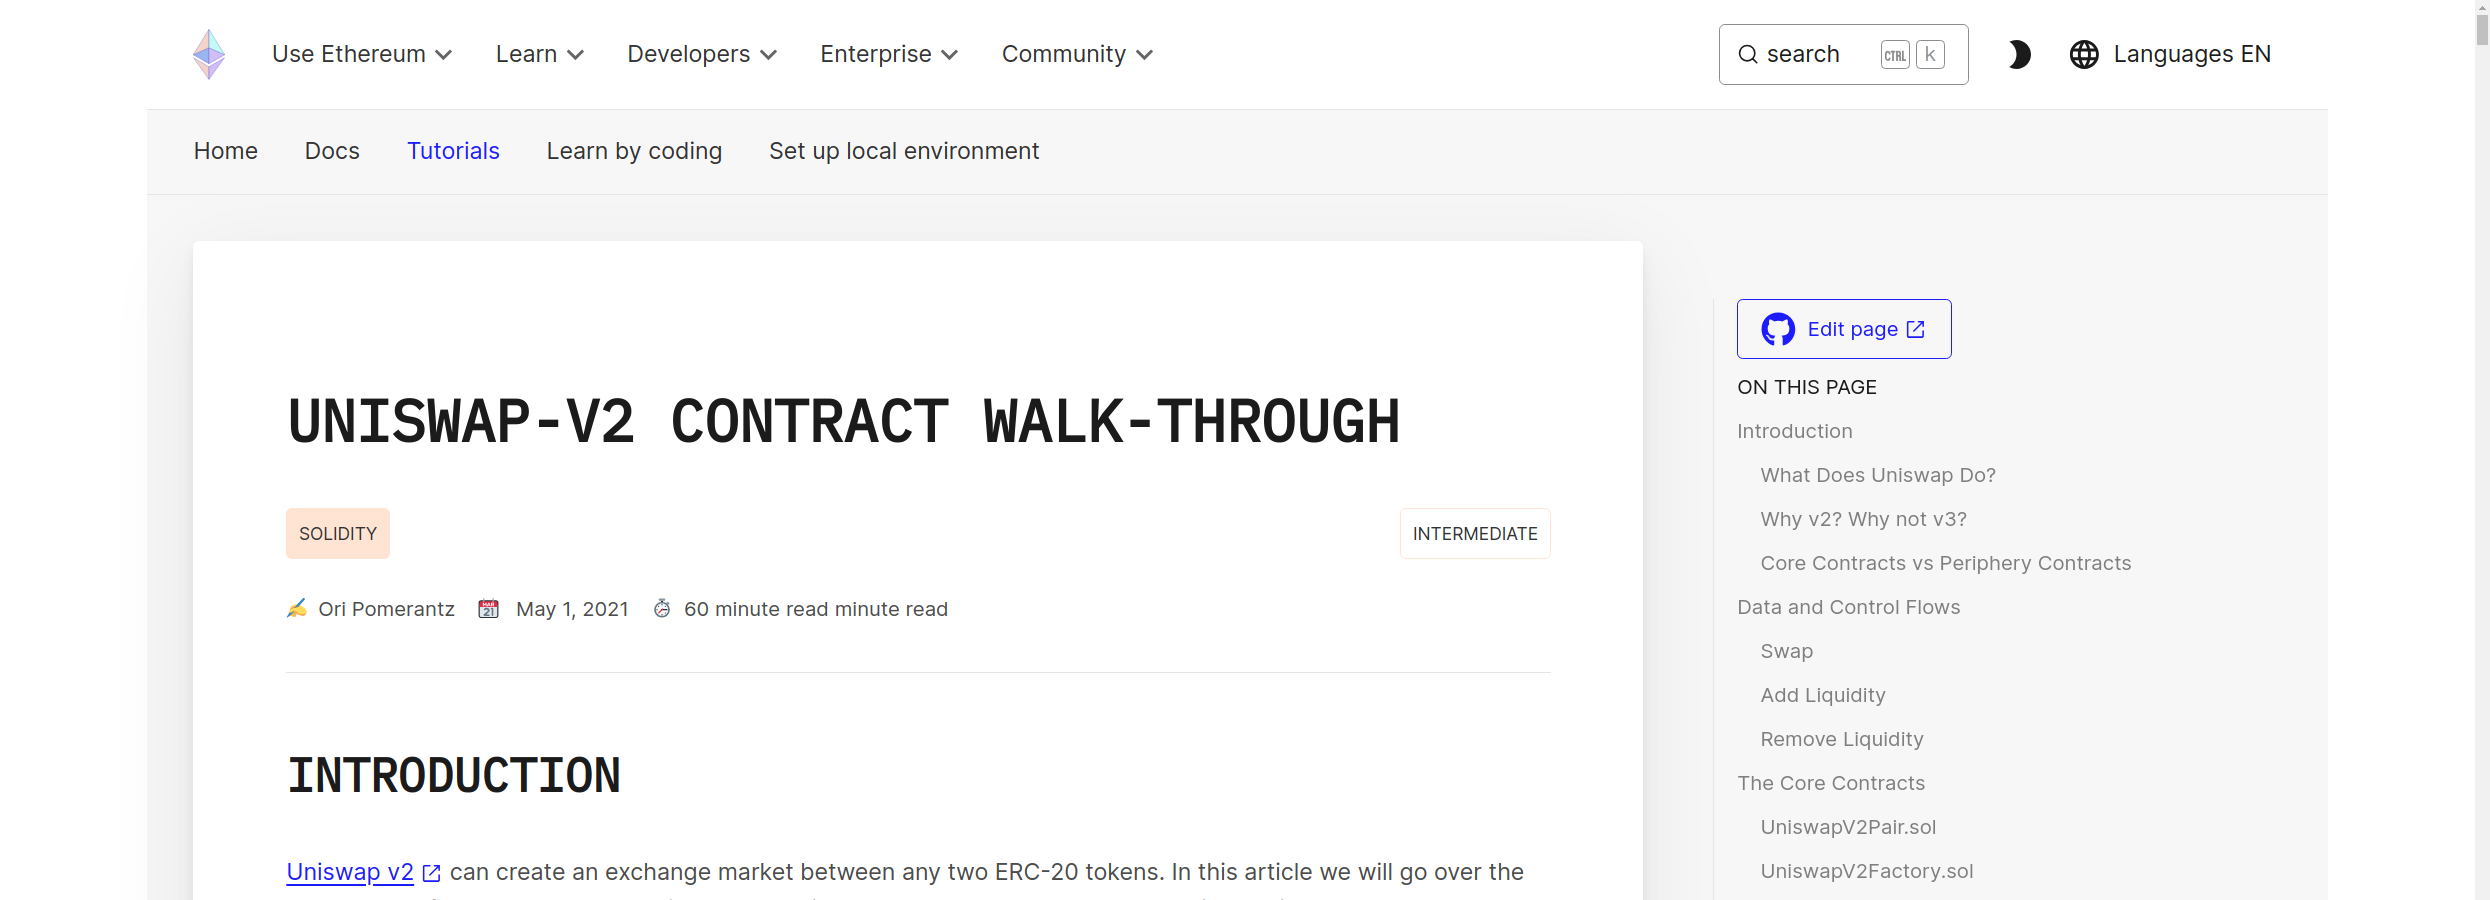 Use Ethereum Learn Developers Enterprise Community search CTRL k Languages EN
Home Docs Tutorials Learn by coding Set up local environment
UNISWAP-V2 CONTRACT WALK-THROUGH
SOLIDITY INTERMEDIATE
Ori Pomerantz May 1, 2021 60 minute read minute read
INTRODUCTION
Uniswap v2 can create an exchange market between any two ERC-20 tokens. In this article we will go over the
Edit page
ON THIS PAGE
Introduction
What Does Uniswap Do?
Why v2? Why not v3?
Core Contracts vs Periphery Contracts
Data and Control Flows
Swap
Add Liquidity
Remove Liquidity
The Core Contracts
UniswapV2Pair.sol
UniswapV2Factory.sol